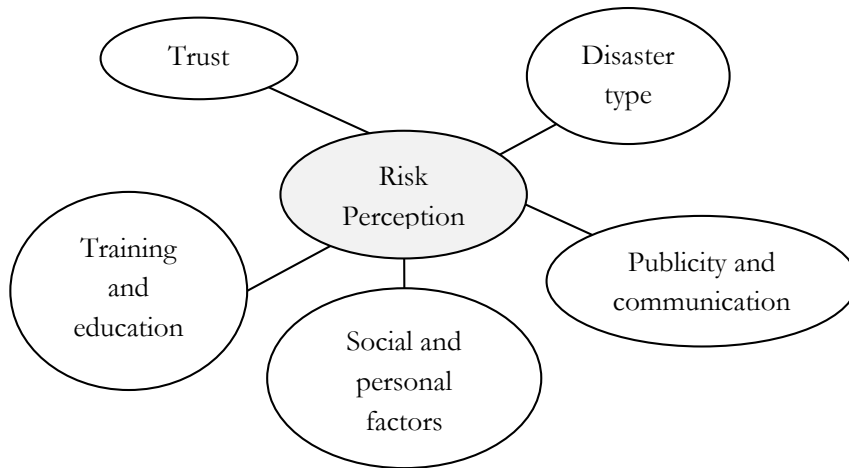 Trust
Disaster
type
Risk
Perception
Training
and
education
Publicity and
communication
Social and
personal
factors